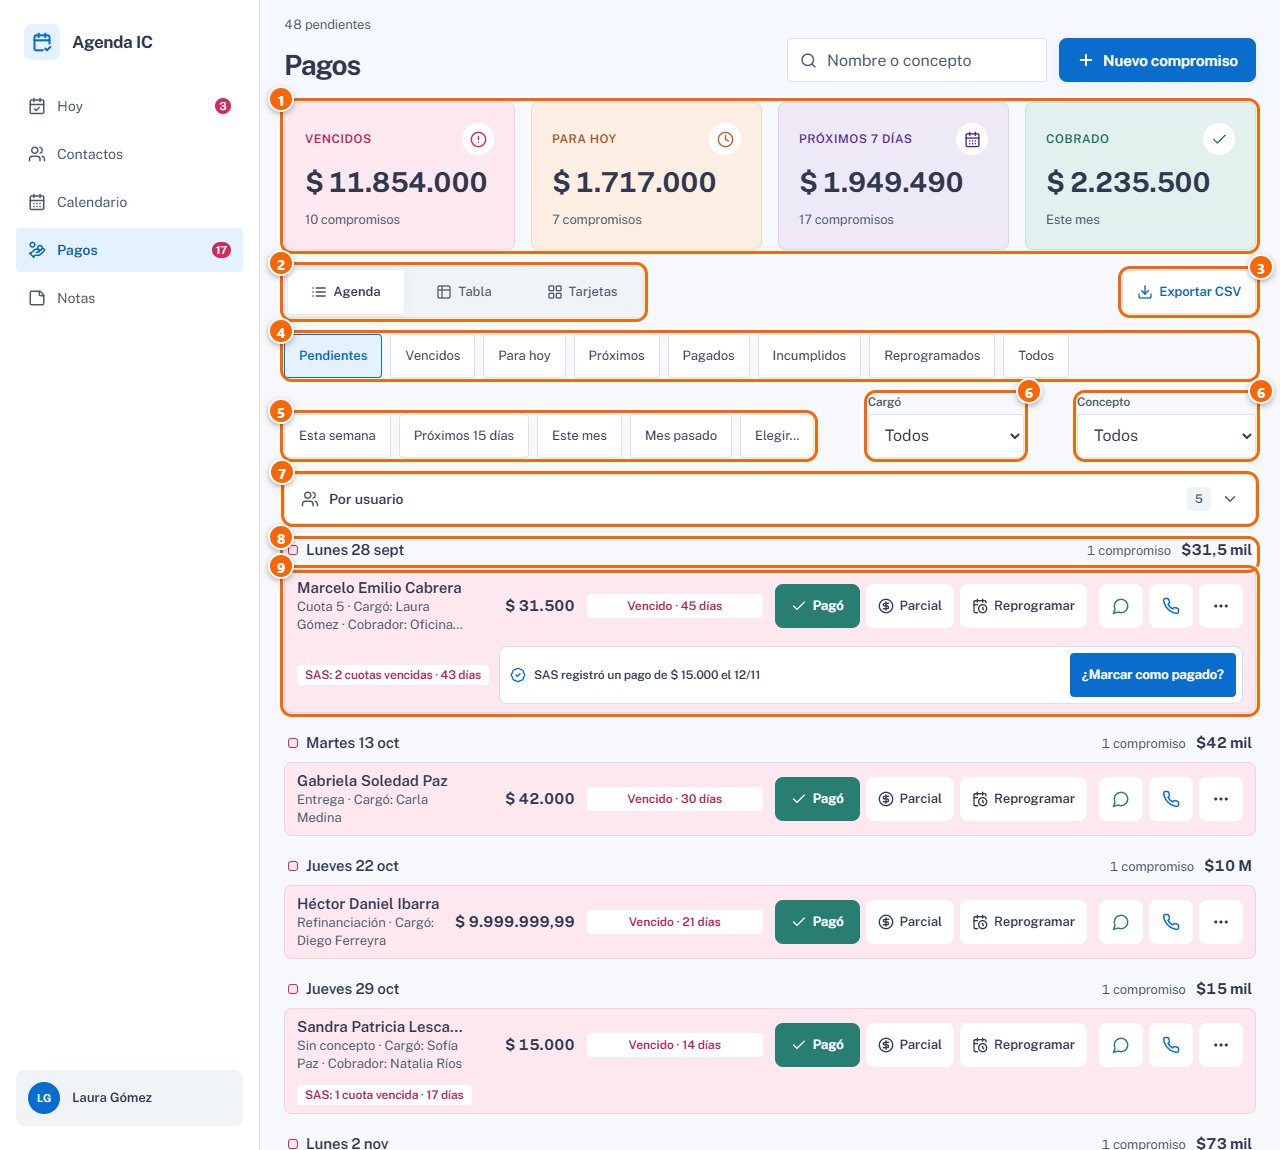 Agenda IC
Hoy 3
Contactos
Calendario
Pagos 17
Notas
LG Laura Gómez
48 pendientes
Pagos
Nombre o concepto
Nuevo compromiso
1
VENCIDOS
$ 11.854.000
10 compromisos
PARA HOY
$ 1.717.000
7 compromisos
PRÓXIMOS 7 DÍAS
$ 1.949.490
17 compromisos
COBRADO
$ 2.235.500
Este mes
2
Agenda Tabla Tarjetas
3
Exportar CSV
4
Pendientes Vencidos Para hoy Próximos Pagados Incumplidos Reprogramados Todos
5
Esta semana Próximos 15 días Este mes Mes pasado Elegir...
6
Cargó
Todos
6
Concepto
Todos
7
Por usuario 5
8
Lunes 28 sept 1 compromiso $31,5 mil
9
Marcelo Emilio Cabrera
Cuota 5 · Cargó: Laura
Gómez · Cobrador: Oficina...
$ 31.500 Vencido · 45 días Pagó Parcial Reprogramar
SAS: 2 cuotas vencidas · 43 días
SAS registró un pago de $ 15.000 el 12/11 ¿Marcar como pagado?
Martes 13 oct 1 compromiso $42 mil
Gabriela Soledad Paz
Entrega · Cargó: Carla
Medina
$ 42.000 Vencido · 30 días Pagó Parcial Reprogramar
Jueves 22 oct 1 compromiso $10 M
Héctor Daniel Ibarra
Refinanciación · Cargó:
Diego Ferreyra
$ 9.999.999,99 Vencido · 21 días Pagó Parcial Reprogramar
Jueves 29 oct 1 compromiso $15 mil
Sandra Patricia Lesca...
Sin concepto · Cargó: Sofía
Paz · Cobrador: Natalia Ríos
$ 15.000 Vencido · 14 días Pagó Parcial Reprogramar
SAS: 1 cuota vencida · 17 días
Lunes 2 nov 1 compromiso $73 mil